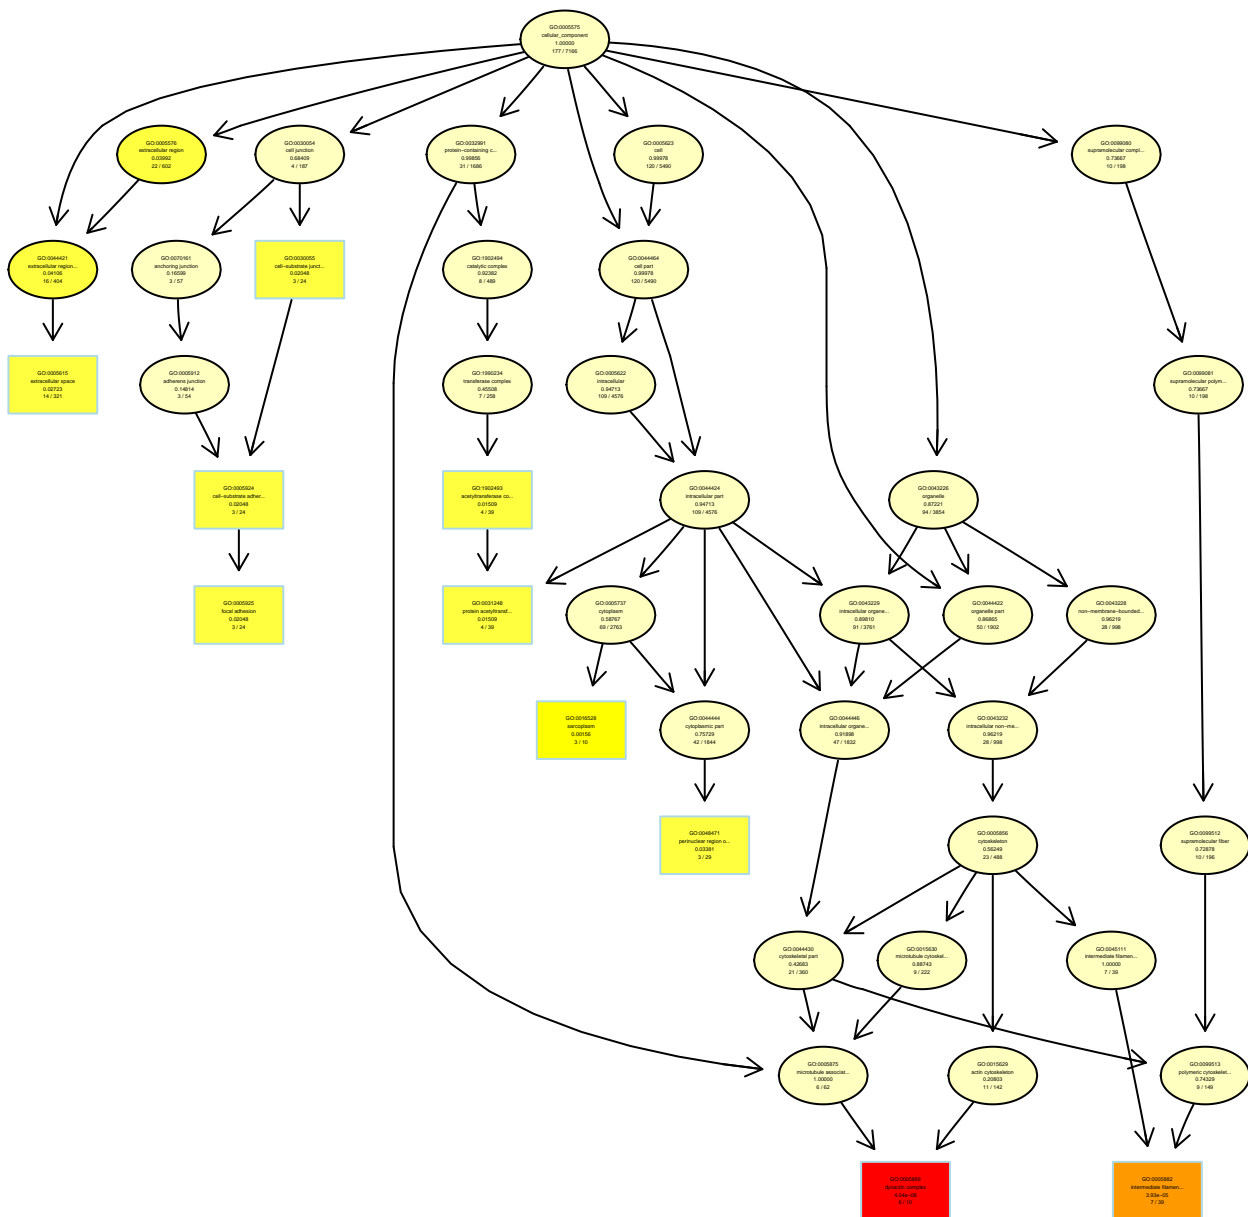 GO:0005575
cellular_component
1.00000
177 / 7166
GO:0005576
extracellular region
0.03992
22 / 602
GO:0030054
cell junction
0.68409
4 / 187
GO:0032991
protein−containing c...
0.99856
31 / 1686
GO:0005623
cell
0.99978
120 / 5490
GO:0099080
supramolecular compl...
0.73667
10 / 198
GO:0044421
extracellular region...
0.04106
16 / 404
GO:0070161
anchoring junction
0.16599
3 / 57
GO:0030055
cell−substrate junct...
0.02048
3 / 24
GO:1902494
catalytic complex
0.92382
8 / 489
GO:0044464
cell part
0.99978
120 / 5490
GO:0005615
extracellular space
0.02723
14 / 321
GO:0005912
adherens junction
0.14814
3 / 54
GO:1990234
transferase complex
0.45508
7 / 258
GO:0005622
intracellular
0.94713
109 / 4576
GO:0099081
supramolecular polym...
0.73667
10 / 198
GO:0005924
cell−substrate adher...
0.02048
3 / 24
GO:1902493
acetyltransferase co...
0.01509
4 / 39
GO:0044424
intracellular part
0.94713
109 / 4576
GO:0043226
organelle
0.87221
94 / 3854
GO:0005925
focal adhesion
0.02048
3 / 24
GO:0031248
protein acetyltransf...
0.01509
4 / 39
GO:0005737
cytoplasm
0.58767
69 / 2763
GO:0043229
intracellular organe...
0.89810
91 / 3761
GO:0044422
organelle part
0.86865
50 / 1902
GO:0043228
non−membrane−bounded...
0.96219
28 / 998
GO:0016528
sarcoplasm
0.00156
3 / 10
GO:0044444
cytoplasmic part
0.75729
42 / 1844
GO:0044446
intracellular organe...
0.91898
47 / 1832
GO:0043232
intracellular non−me...
0.96219
28 / 998
GO:0048471
perinuclear region o...
0.03381
3 / 29
GO:0005856
cytoskeleton
0.56249
23 / 488
GO:0099512
supramolecular fiber
0.72878
10 / 196
GO:0044430
cytoskeletal part
0.42683
21 / 360
GO:0015630
microtubule cytoskel...
0.88743
9 / 222
GO:0045111
intermediate filamen...
1.00000
7 / 39
GO:0005875
microtubule associat...
1.00000
6 / 62
GO:0015629
actin cytoskeleton
0.20803
11 / 142
GO:0099513
polymeric cytoskelet...
0.74329
9 / 149
GO:0005869
dynactin complex
GO:0005882
intermediate filamen...
3.93e−05
7 / 39